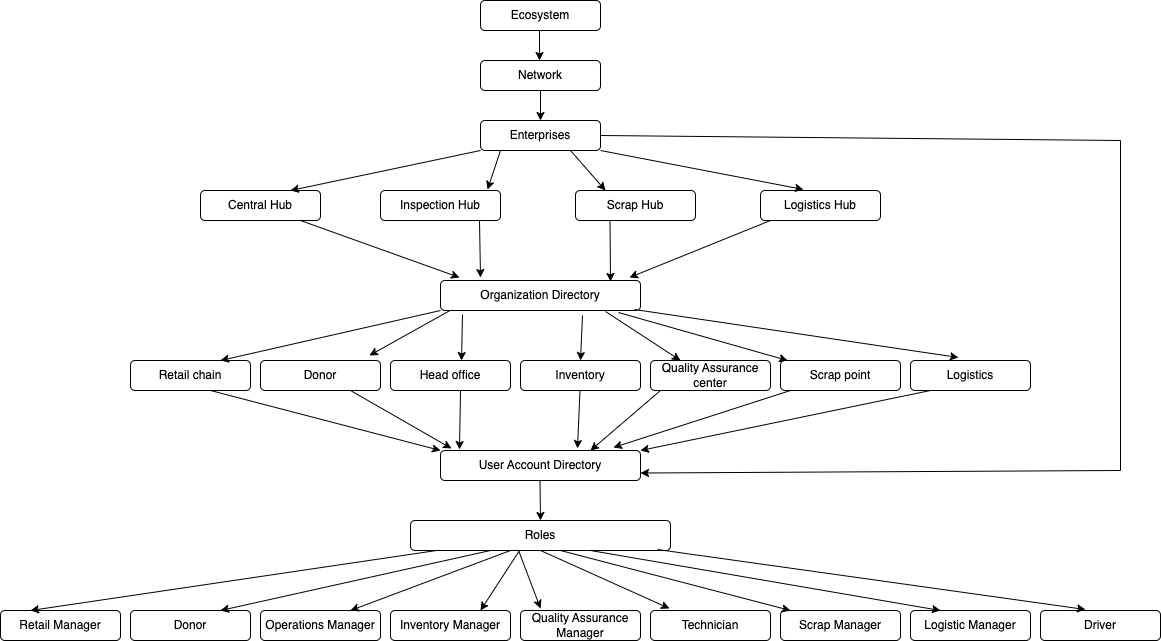 Ecosystem
Network
Enterprises
Central Hub
Inspection Hub
Scrap Hub
Logistics Hub
Organization Directory
Retail chain
Donor
Head office
Inventory
Quality Assurance
center
Scrap point
Logistics
User Account Directory
Roles
Retail Manager
Donor
Operations Manager
Inventory Manager
Quality Assurance
Manager
Technician
Scrap Manager
Logistic Manager
Driver